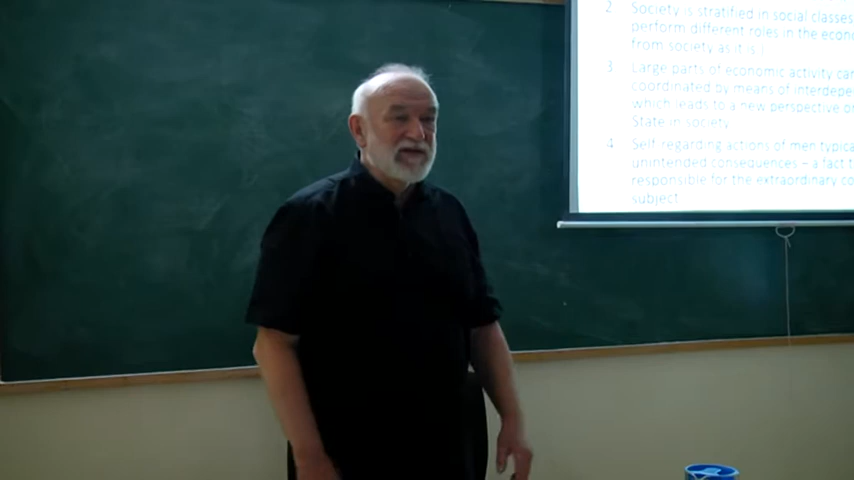 2. Society is stratified in social classes
perform different roles in the econ
from society as it is (
3. Large parts of economic activity can
coordinated by means of interdepe
which leads to a new perspective on
State in society.
4. Self regarding actions of men typica
unintended consequences – a fact t
responsible for the extraordinary co
subject.